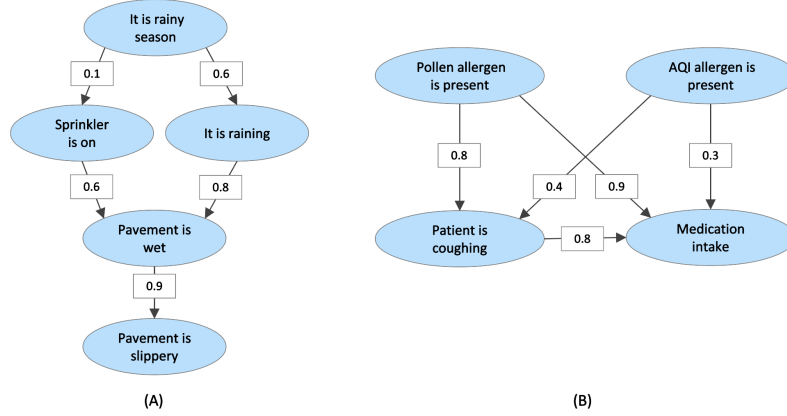 It is rainy
season
0.1
0.6
Sprinkler
is on
It is raining
0.6
0.8
Pavement is
wet
0.9
Pavement is
slippery
(A)
Pollen allergen
is present
AQI allergen is
present
0.8
0.4
0.9
0.3
Patient is
coughing
0.8
Medication
intake
(B)